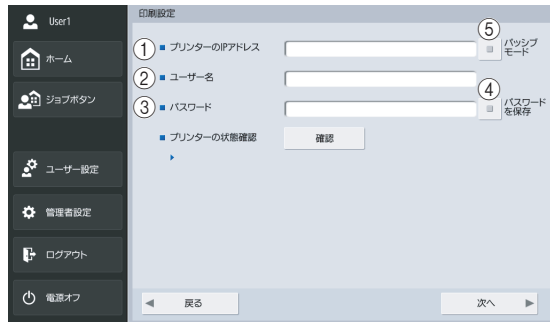 User1
ホーム
ジョブボタン
ユーザー設定
管理者設定
ログアウト
電源オフ
印刷設定
① プリンターのIPアドレス
⑤ パッシブ
モード
② ユーザー名
③ パスワード
④ パスワード
を保存
プリンターの状態確認 確認
戻る
次へ